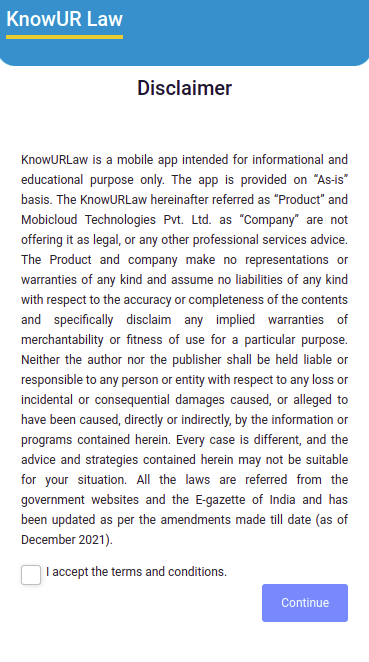 KnowUR Law
Disclaimer
KnowURLaw is a mobile app intended for informational and
educational purpose only. The app is provided on “As-is”
basis. The KnowURLaw hereinafter referred as “Product” and
Mobicloud Technologies Pvt. Ltd. as “Company” are not
offering it as legal, or any other professional services advice.
The Product and company make no representations or
warranties of any kind and assume no liabilities of any kind
with respect to the accuracy or completeness of the contents
and specifically disclaim any implied warranties of
merchantability or fitness of use for a particular purpose.
Neither the author nor the publisher shall be held liable or
responsible to any person or entity with respect to any loss or
incidental or consequential damages caused, or alleged to
have been caused, directly or indirectly, by the information or
programs contained herein. Every case is different, and the
advice and strategies contained herein may not be suitable
for your situation. All the laws are referred from the
government websites and the E-gazette of India and has
been updated as per the amendments made till date (as of
December 2021).
I accept the terms and conditions.
Continue